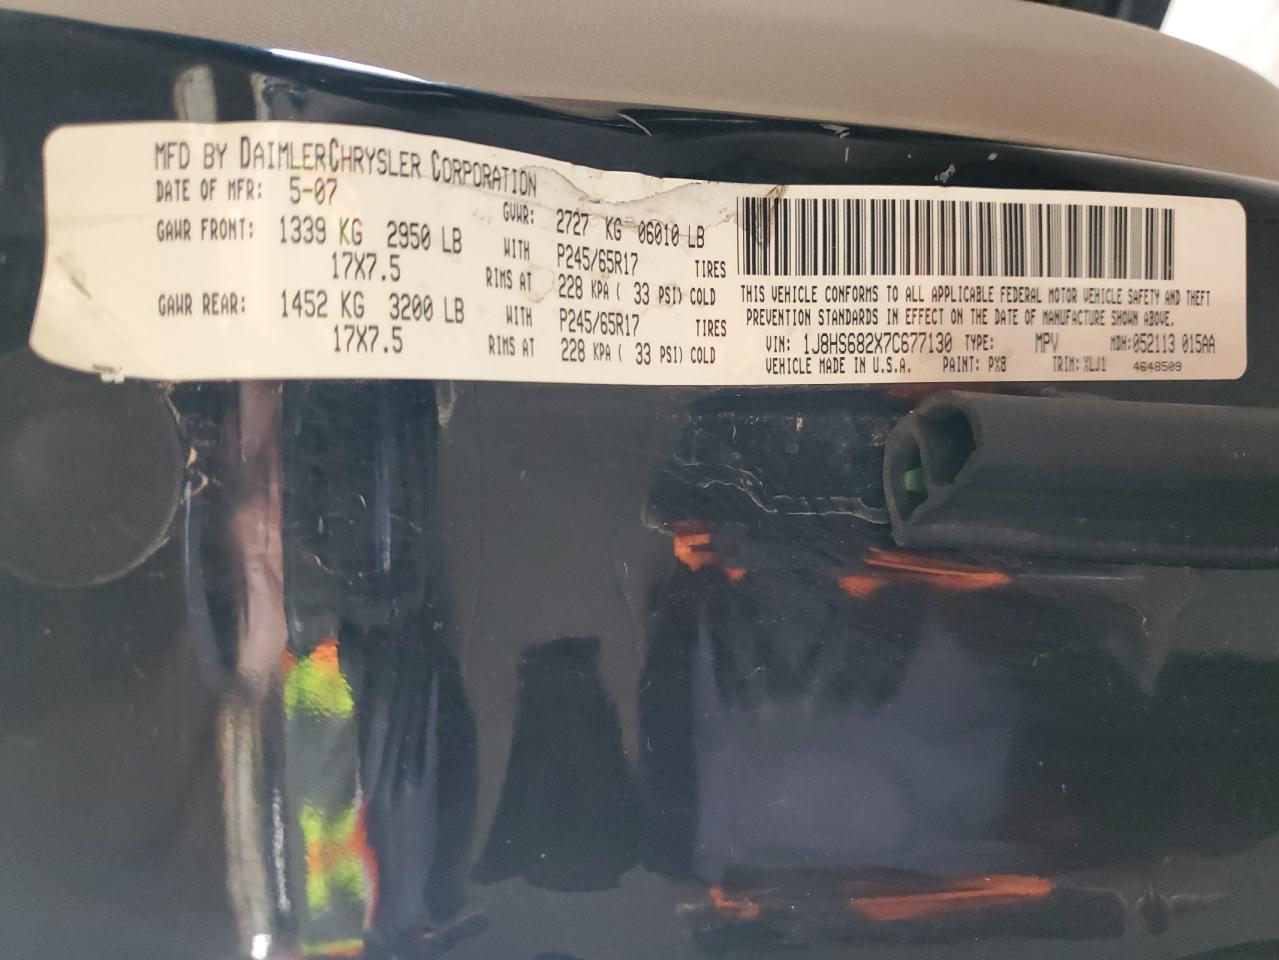 MFD BY DAIMLERCHRYSLER CORPORATION
DATE OF MFR: 5-07
GVWR: 2727 KG 06010 LB
GAWR FRONT: 1339 KG 2950 LB WITH P245/65R17 TIRES
17X7.5 RIMS AT 228 KPA ( 33 PSI) COLD
GAWR REAR: 1452 KG 3200 LB WITH P245/65R17 TIRES
17X7.5 RIMS AT 228 KPA ( 33 PSI) COLD
THIS VEHICLE CONFORMS TO ALL APPLICABLE FEDERAL MOTOR VEHICLE SAFETY AND THEFT
PREVENTION STANDARDS IN EFFECT ON THE DATE OF MANUFACTURE SHOWN ABOVE.
VIN: 1J8HS682X7C677130 TYPE: MPV MDH:052113 015AA
VEHICLE MADE IN U.S.A. PAINT: PX8 TRIM: XLJ1 4648509